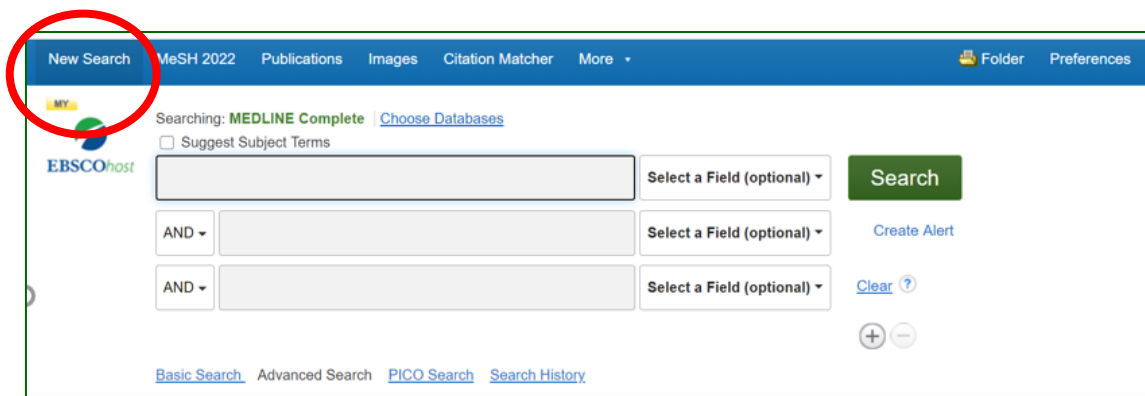 New Search MeSH 2022 Publications Images Citation Matcher More Folder Preferences
MY
EBSCOhost
Searching: MEDLINE Complete Choose Databases
Suggest Subject Terms
Select a Field (optional) Search
AND Select a Field (optional) Create Alert
AND Select a Field (optional) Clear ?
Basic Search Advanced Search PICO Search Search History